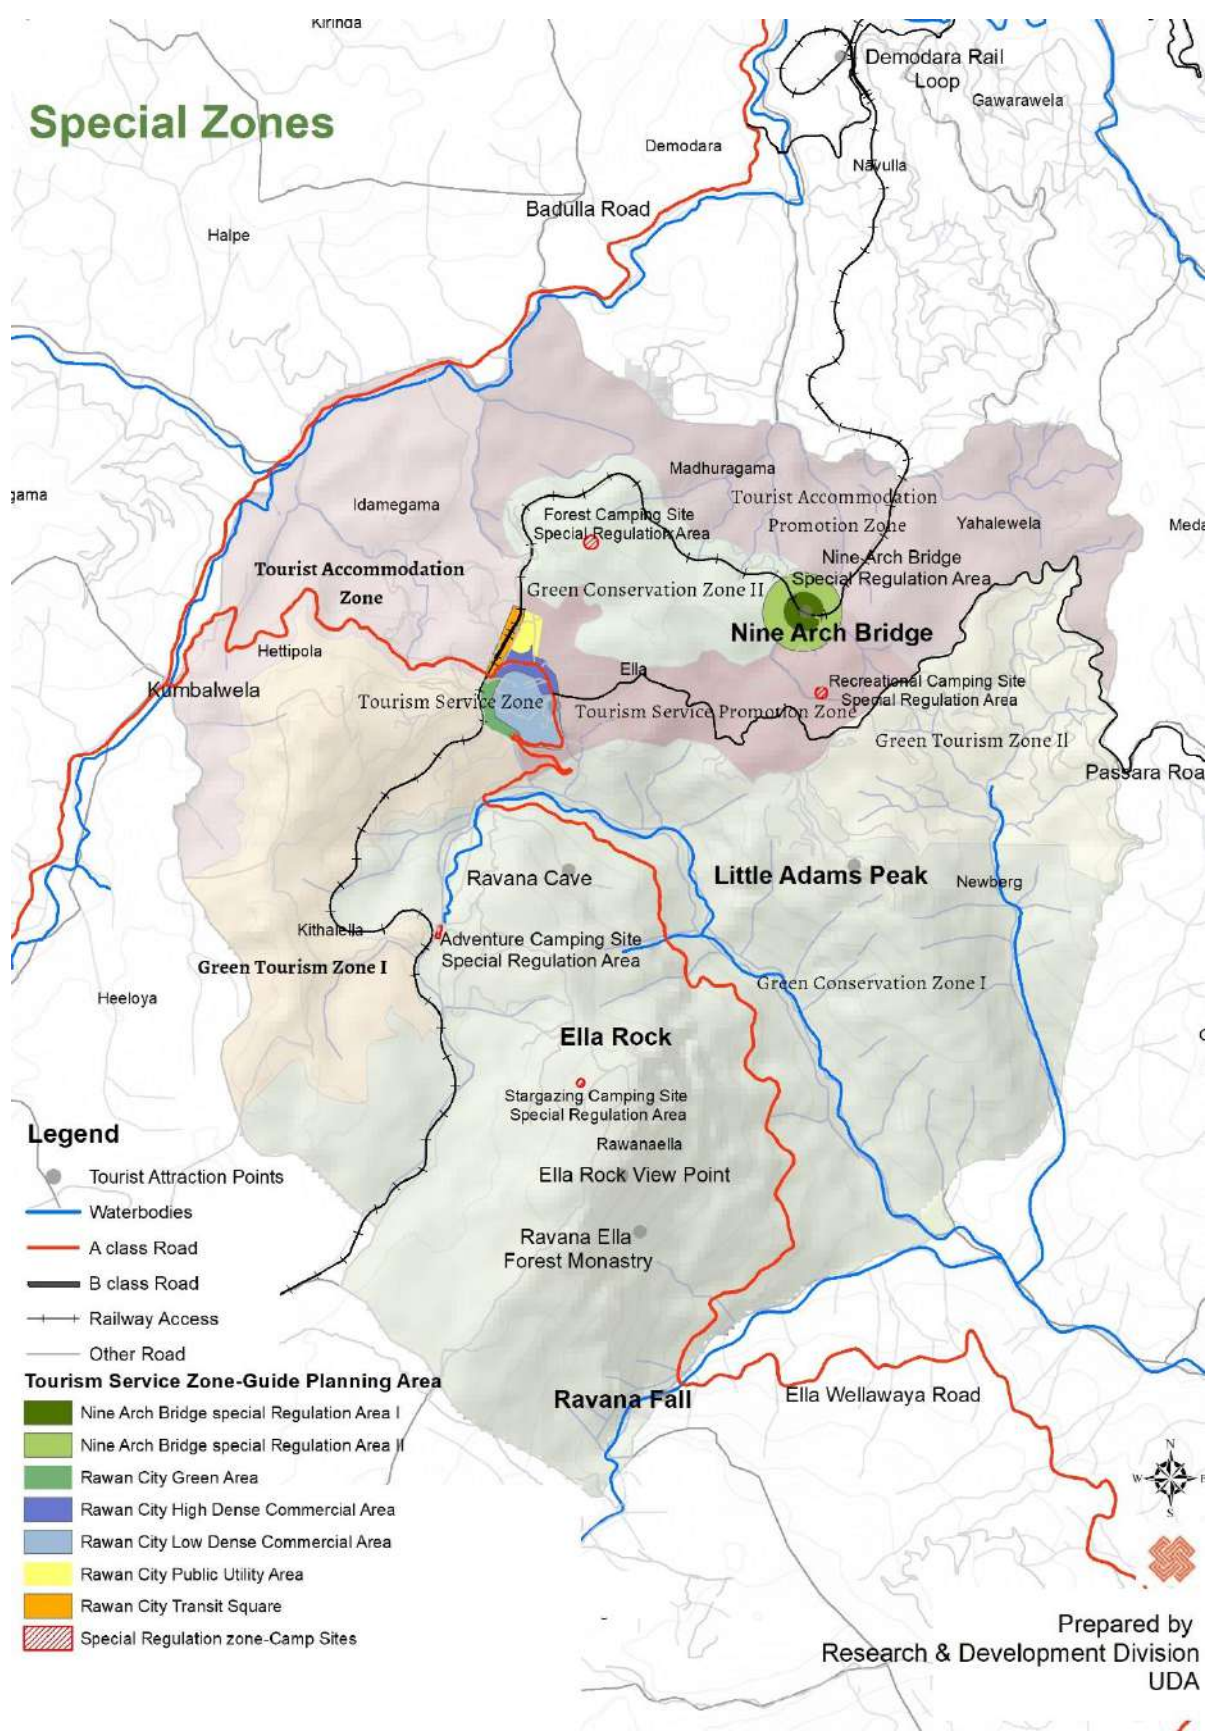 Kirinda
Demodara Rail
Loop
Gawarawela
Special Zones
Demodara
Navulla
Badulla Road
Halpe
Madhuragama
Tourist Accommodation
Promotion Zone
Idamegama
Forest Camping Site
Special Regulation Area
Yahalewela
Meda
gama
Nine Arch Bridge
Special Regulation Area
Tourist Accommodation
Zone
Green Conservation Zone II
Nine Arch Bridge
Hettipola
Ella
Kumbalwela
Recreational Camping Site
Special Regulation Area
Tourism Service Zone
Tourism Service Promotion Zone
Green Tourism Zone II
Passara Roa
Ravana Cave
Little Adams Peak
Newberg
Kithalella
Adventure Camping Site
Special Regulation Area
Green Tourism Zone I
Green Conservation Zone I
Heeloya
Ella Rock
Stargazing Camping Site
Special Regulation Area
Rawanaella
Ella Rock View Point
Ravana Ella
Forest Monastry
Ravana Fall
Ella Wellawaya Road
Legend
Tourist Attraction Points
Waterbodies
A class Road
B class Road
Railway Access
Other Road
Tourism Service Zone-Guide Planning Area
Nine Arch Bridge special Regulation Area I
Nine Arch Bridge special Regulation Area II
Rawan City Green Area
Rawan City High Dense Commercial Area
Rawan City Low Dense Commercial Area
Rawan City Public Utility Area
Rawan City Transit Square
Special Regulation zone-Camp Sites
N
W
E
S
Prepared by
Research & Development Division
UDA